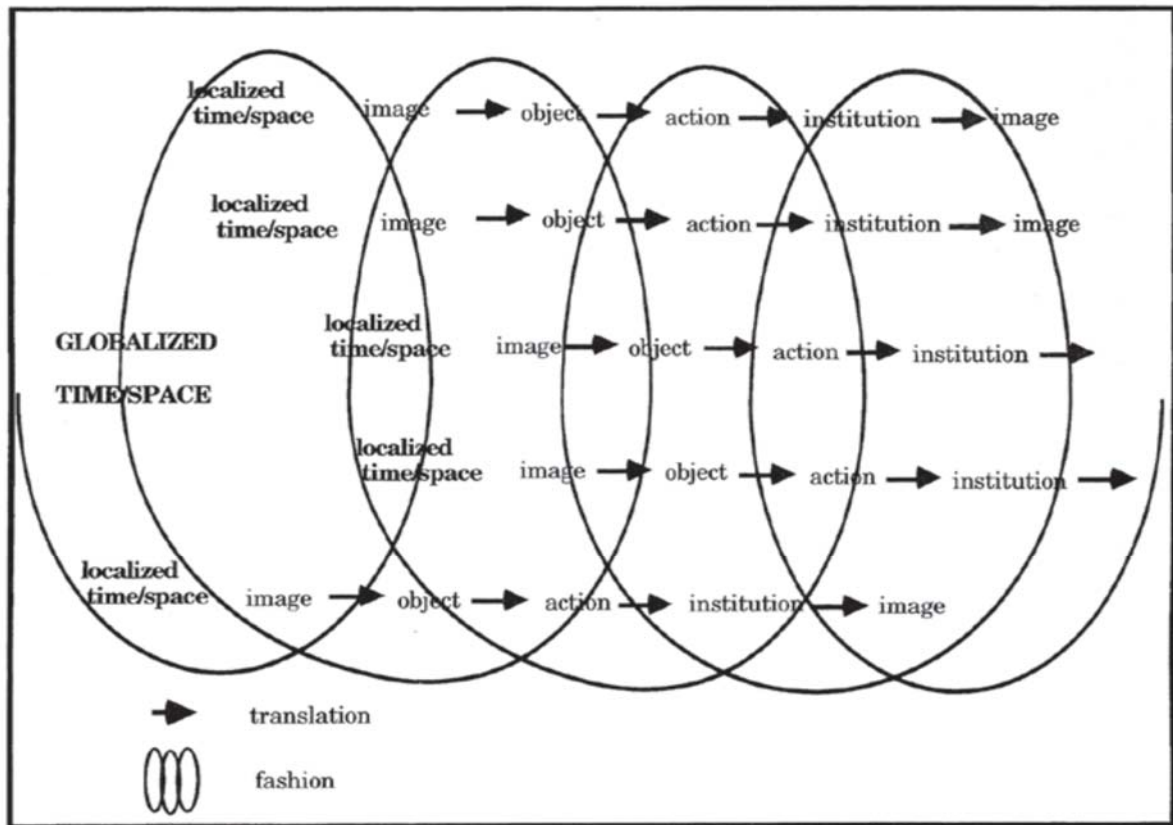 localized
time/space image object action institution image
localized
time/space image object action institution image
GLOBALIZED
TIME/SPACE
localized
time/space image object action institution
localized
time/space image object action institution
localized
time/space image object action institution image
translation
fashion